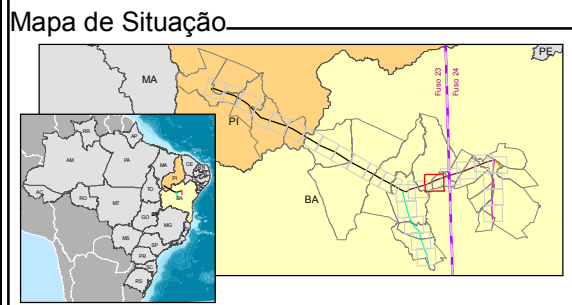 Mapa de Situação
MA
PE
PI
BA
Fuso 23
Fuso 24
RR
AP
AM
PA
MA
CE
PI
AC
RO
TO
BA
MT
GO
MG
MS
SP
PR
SC
RS